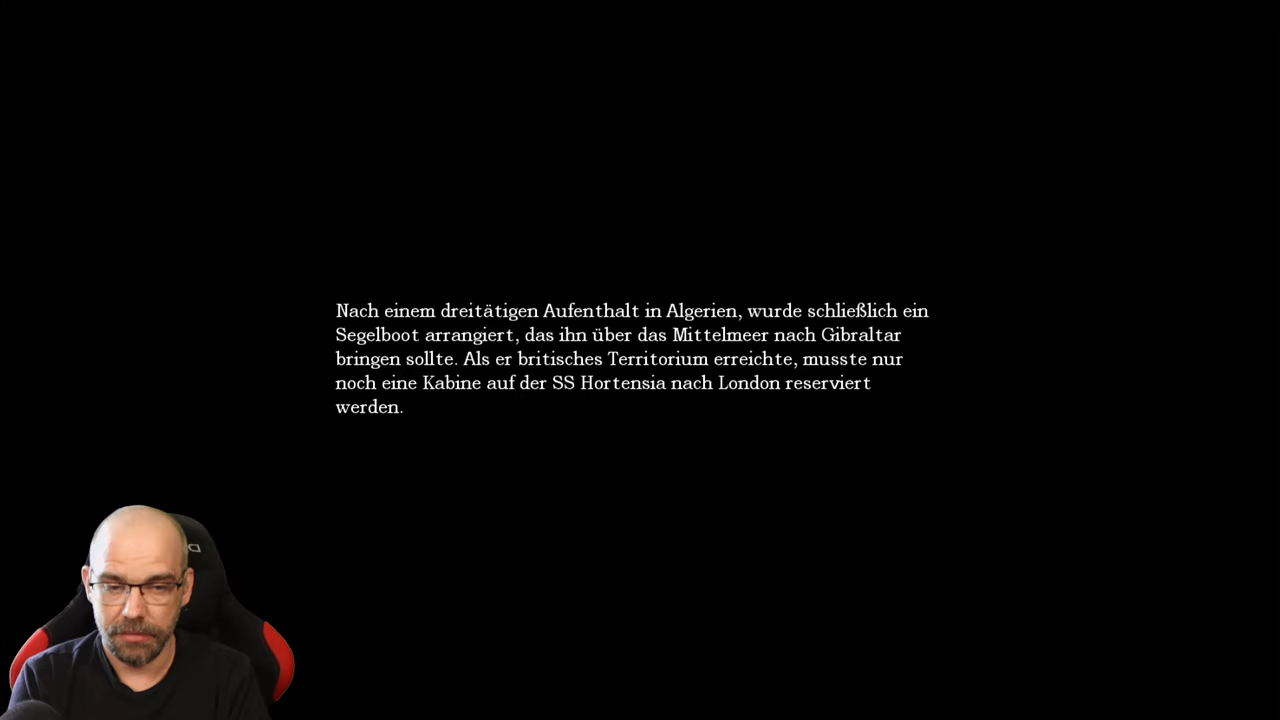 Nach einem dreitätigen Aufenthalt in Algerien, wurde schließlich ein
Segelboot arrangiert, das ihn über das Mittelmeer nach Gibraltar
bringen sollte. Als er britisches Territorium erreichte, musste nur
noch eine Kabine auf der SS Hortensia nach London reserviert
werden.